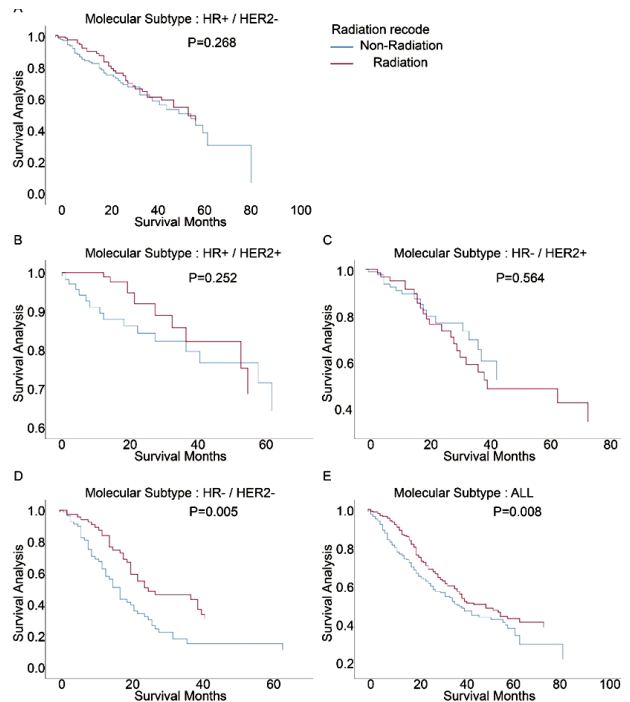 A
Molecular Subtype : HR+ / HER2-
P=0.268
Radiation recode
Non-Radiation
Radiation
Survival Analysis
1.0
0.8
0.6
0.4
0.2
0.0
0 20 40 60 80 100
Survival Months
B
Molecular Subtype : HR+ / HER2+
P=0.252
Survival Analysis
1.0
0.9
0.8
0.7
0.6
0 20 40 60
Survival Months
C
Molecular Subtype : HR- / HER2+
P=0.564
Survival Analysis
1.0
0.8
0.6
0.4
0 20 40 60 80
Survival Months
D
Molecular Subtype : HR- / HER2-
P=0.005
Survival Analysis
1.0
0.8
0.6
0.4
0.2
0.0
0 20 40 60
Survival Months
E
Molecular Subtype : ALL
P=0.008
Survival Analysis
1.0
0.8
0.6
0.4
0.2
0 20 40 60 80 100
Survival Months